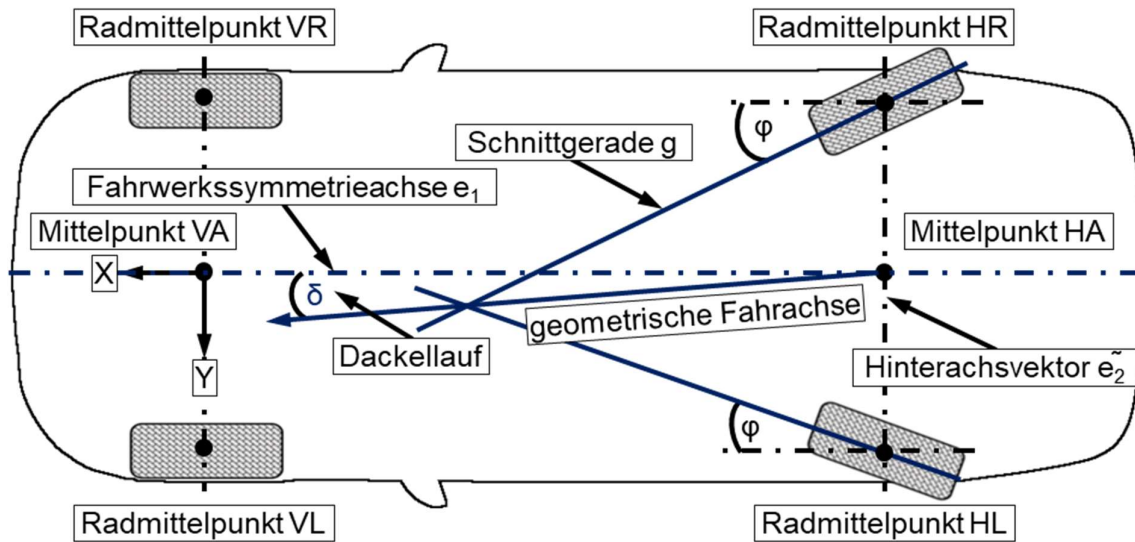 Radmittelpunkt VR
Radmittelpunkt HR
φ
Schnittgerade g
Fahrwerkssymmetrieachse e₁
Mittelpunkt VA
Mittelpunkt HA
X
δ
geometrische Fahrachse
Dackellauf
Hinterachsvektor e₂̃
Y
φ
Radmittelpunkt VL
Radmittelpunkt HL